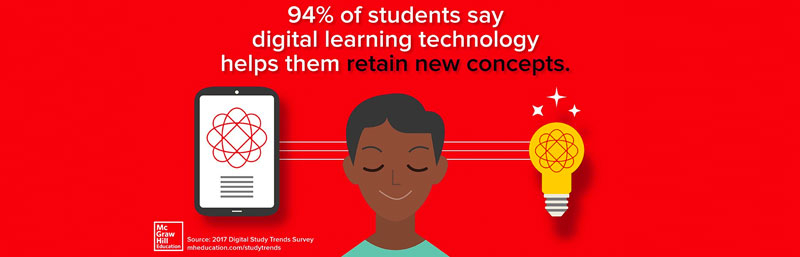 94% of students say
digital learning technology
helps them retain new concepts.
Mc
Graw
Hill
Education
Source: 2017 Digital Study Trends Survey
mheducation.com/studytrends